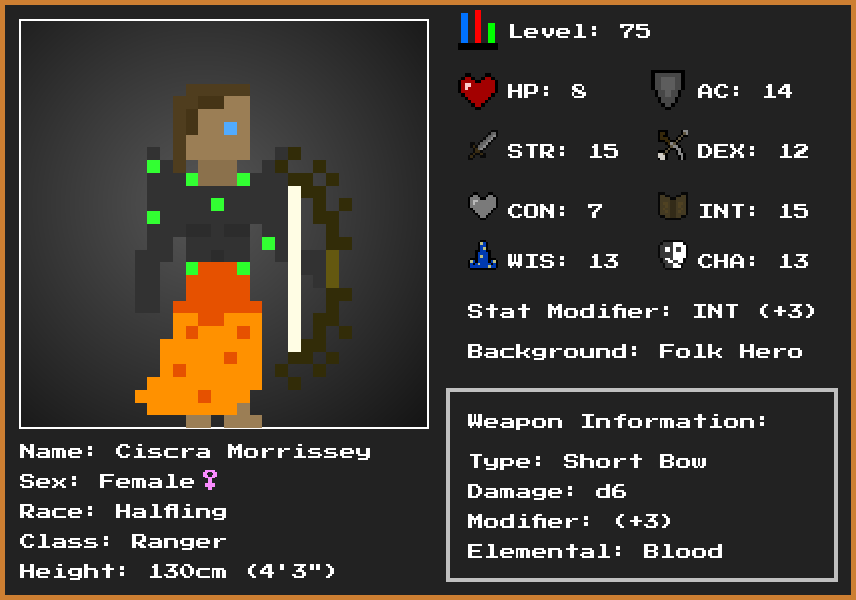 Level: 75
HP: 8
AC: 14
STR: 15
DEX: 12
CON: 7
INT: 15
WIS: 13
CHA: 13
Stat Modifier: INT (+3)
Background: Folk Hero
Weapon Information:
Type: Short Bow
Damage: d6
Modifier: (+3)
Elemental: Blood
Name: Ciscra Morrissey
Sex: Female♀
Race: Halfling
Class: Ranger
Height: 130cm (4'3")